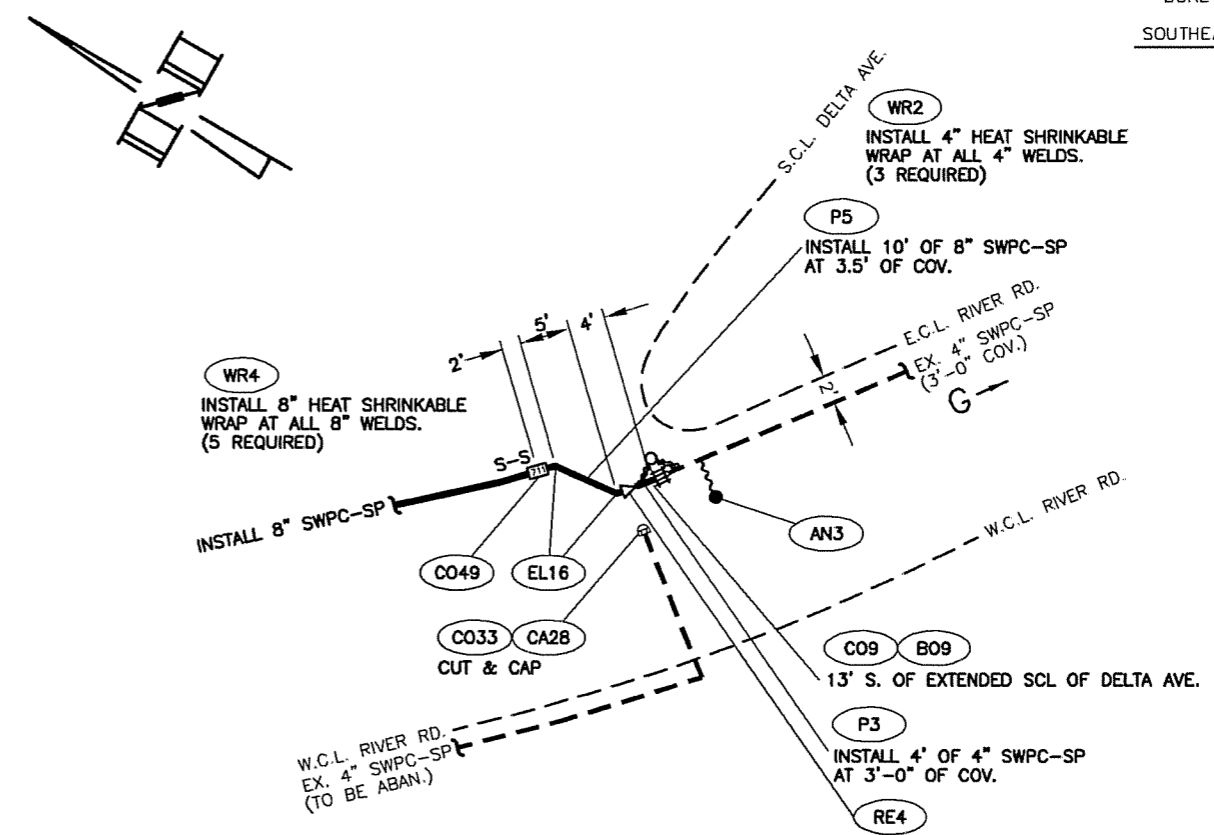 SOUTHEA
S.C.L. DELTA AVE.
WR2
INSTALL 4" HEAT SHRINKABLE
WRAP AT ALL 4" WELDS.
(3 REQUIRED)
P5
INSTALL 10' OF 8" SWPC-SP
AT 3.5' OF COV.
E.C.L. RIVER RD.
EX. 4" SWPC-SP
(3'-0" COV.)
2'
G
2'
5'
4'
WR4
INSTALL 8" HEAT SHRINKABLE
WRAP AT ALL 8" WELDS.
(5 REQUIRED)
S-S
711
INSTALL 8" SWPC-SP
CO49
EL16
AN3
W.C.L. RIVER RD.
CO33
CA28
CUT & CAP
CO9
BO9
13' S. OF EXTENDED SCL OF DELTA AVE.
P3
INSTALL 4' OF 4" SWPC-SP
AT 3'-0" OF COV.
RE4
W.C.L. RIVER RD.
EX. 4" SWPC-SP
(TO BE ABAN.)